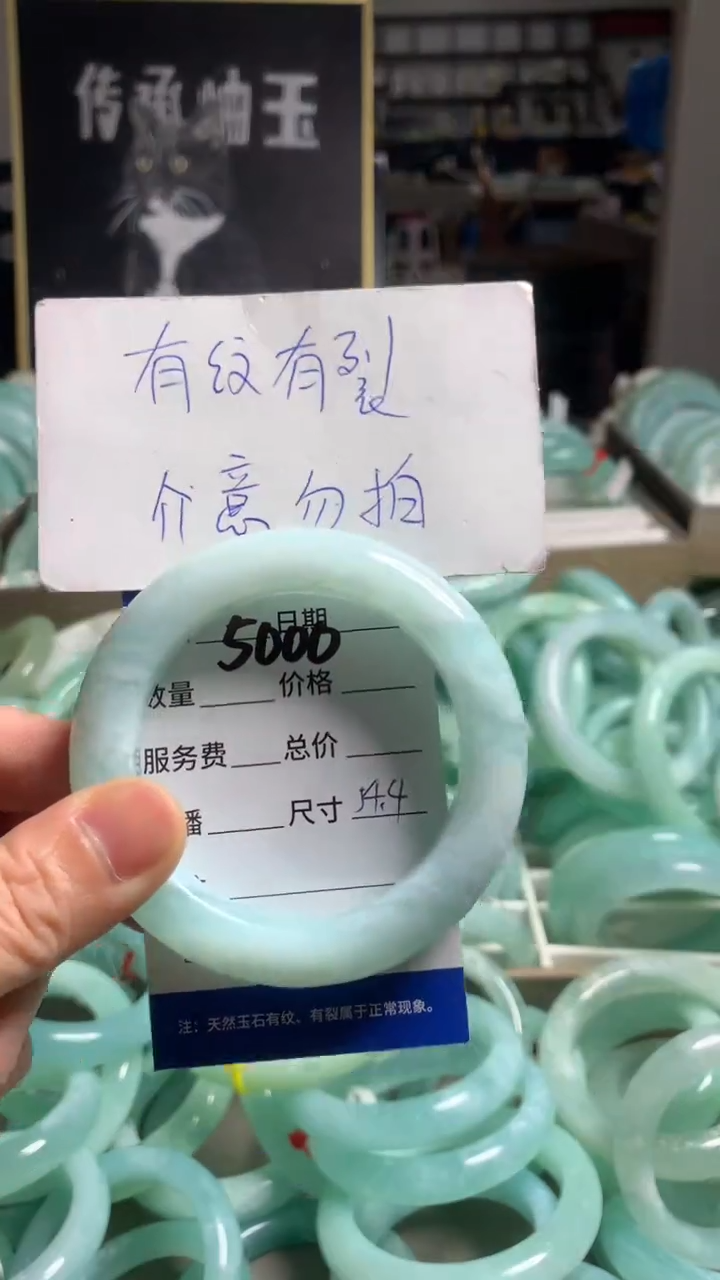 传承岫玉
有纹有裂
介意勿拍
日期
5000
数量 价格
服务费 总价
播 尺寸 54.4
注：天然玉石有纹、有裂属于正常现象。